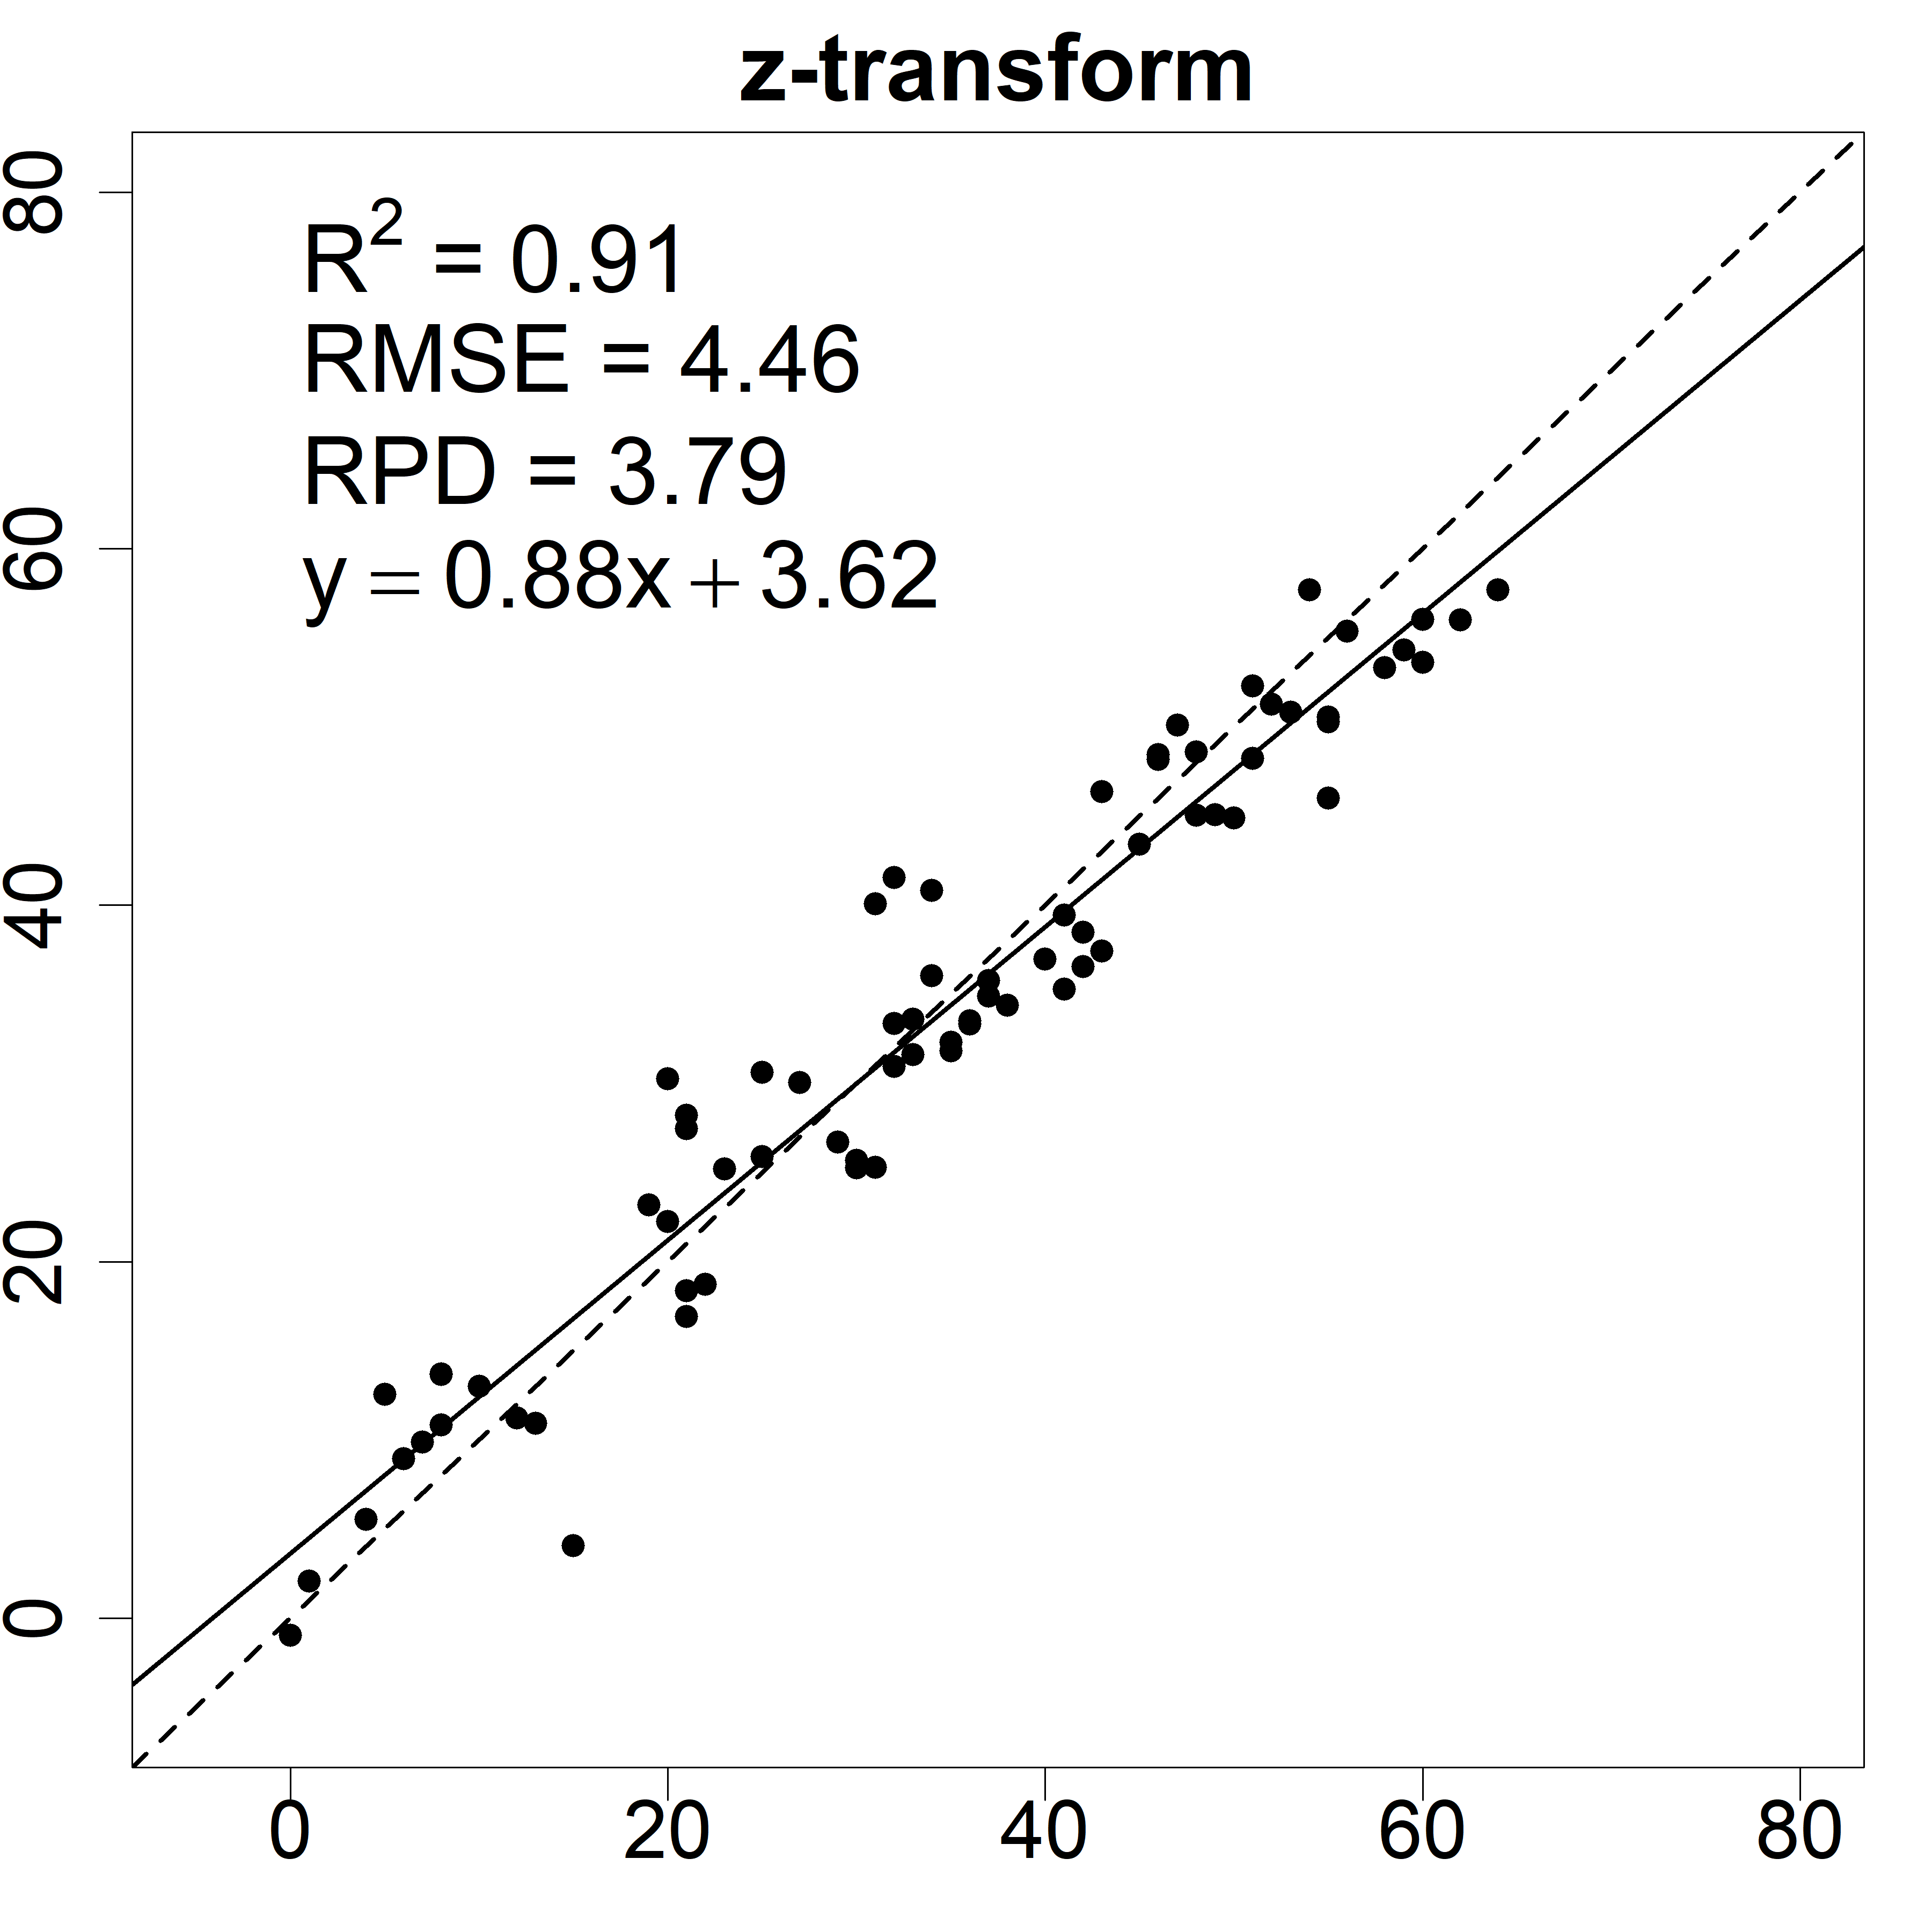 z-transform
R² = 0.91
RMSE = 4.46
RPD = 3.79
y = 0.88x + 3.62
80
60
40
20
0
0 20 40 60 80